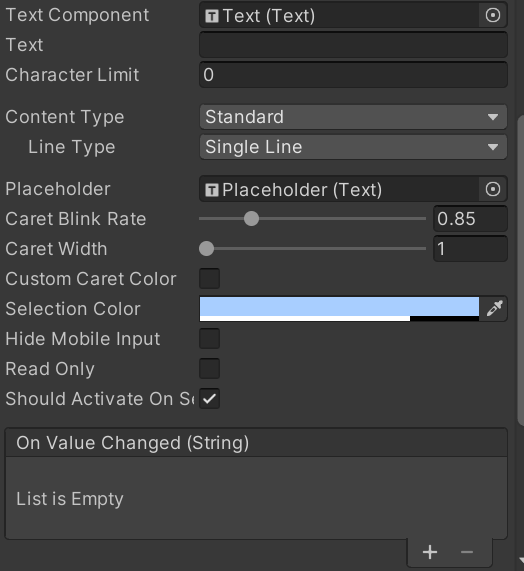 Text Component
T Text (Text)
Text
Character Limit
0
Content Type
Standard
Line Type
Single Line
Placeholder
T Placeholder (Text)
Caret Blink Rate
0.85
Caret Width
1
Custom Caret Color
Selection Color
Hide Mobile Input
Read Only
Should Activate On Se
On Value Changed (String)
List is Empty
+ −